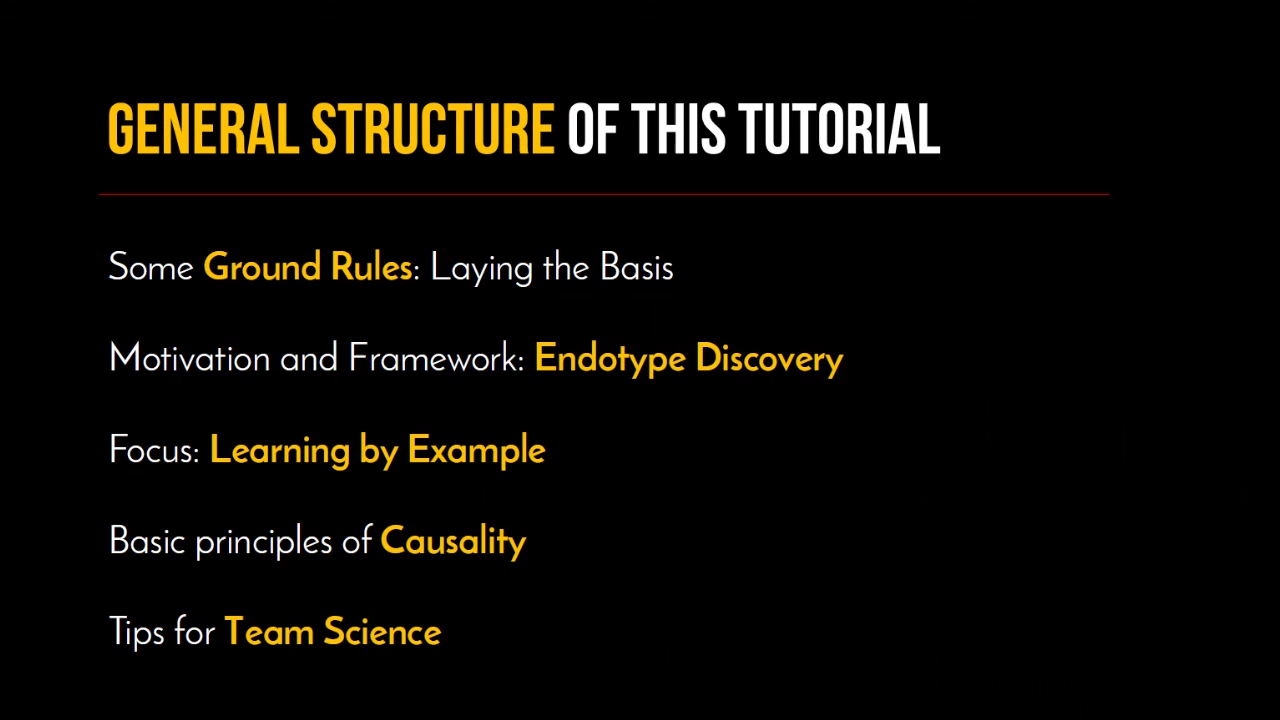 GENERAL STRUCTURE OF THIS TUTORIAL
Some Ground Rules: Laying the Basis
Motivation and Framework: Endotype Discovery
Focus: Learning by Example
Basic principles of Causality
Tips for Team Science